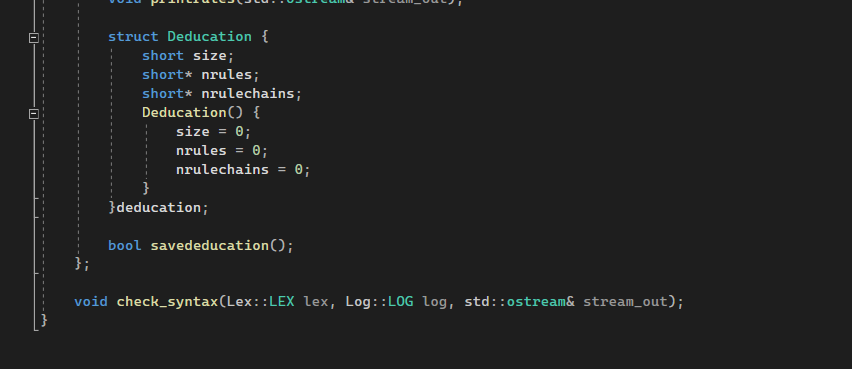 void printrules(std::ostream& stream_out);
struct Deducation {
short size;
short* nrules;
short* nrulechains;
Deducation() {
size = 0;
nrules = 0;
nrulechains = 0;
}
}deducation;
bool savededucation();
};
void check_syntax(Lex::LEX lex, Log::LOG log, std::ostream& stream_out);
}